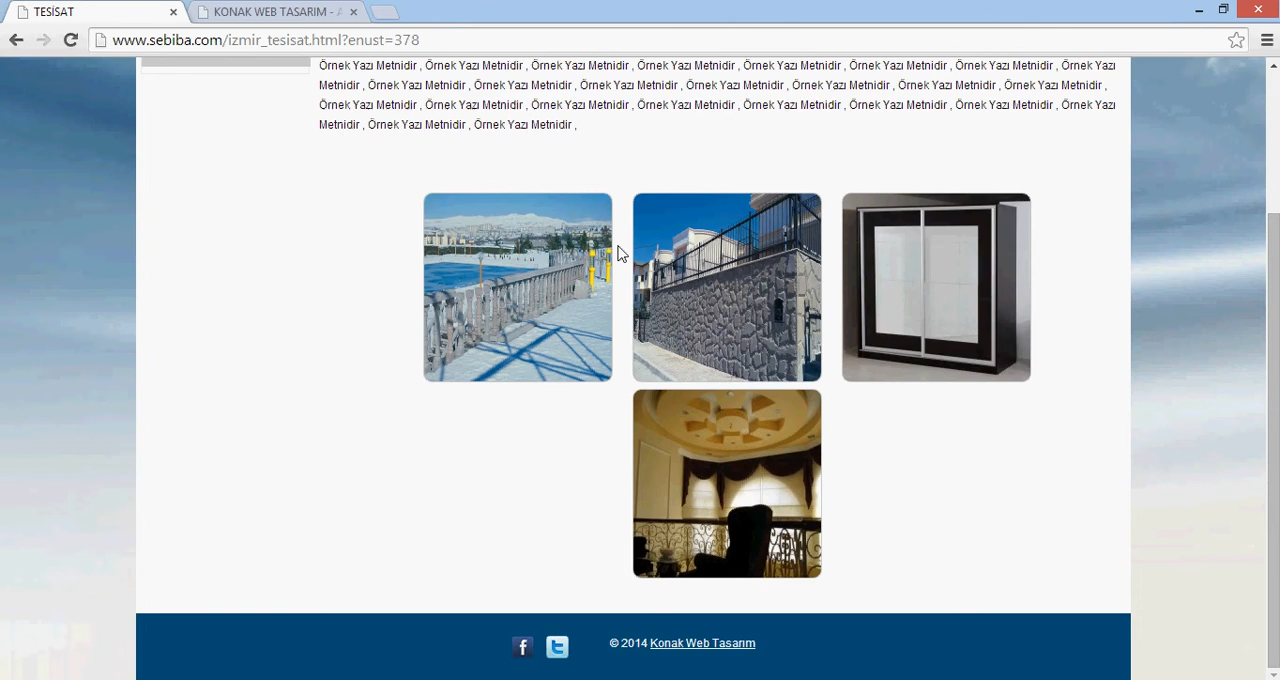 TESİSAT
KONAK WEB TASARIM - A
www.sebiba.com/izmir_tesisat.html?enust=378
Örnek Yazı Metnidir , Örnek Yazı Metnidir , Örnek Yazı Metnidir , Örnek Yazı Metnidir , Örnek Yazı Metnidir , Örnek Yazı Metnidir , Örnek Yazı Metnidir , Örnek Yazı
Metnidir , Örnek Yazı Metnidir , Örnek Yazı Metnidir , Örnek Yazı Metnidir , Örnek Yazı Metnidir , Örnek Yazı Metnidir , Örnek Yazı Metnidir , Örnek Yazı Metnidir ,
Örnek Yazı Metnidir , Örnek Yazı Metnidir , Örnek Yazı Metnidir , Örnek Yazı Metnidir , Örnek Yazı Metnidir , Örnek Yazı Metnidir , Örnek Yazı Metnidir , Örnek Yazı
Metnidir , Örnek Yazı Metnidir , Örnek Yazı Metnidir ,
© 2014 Konak Web Tasarım